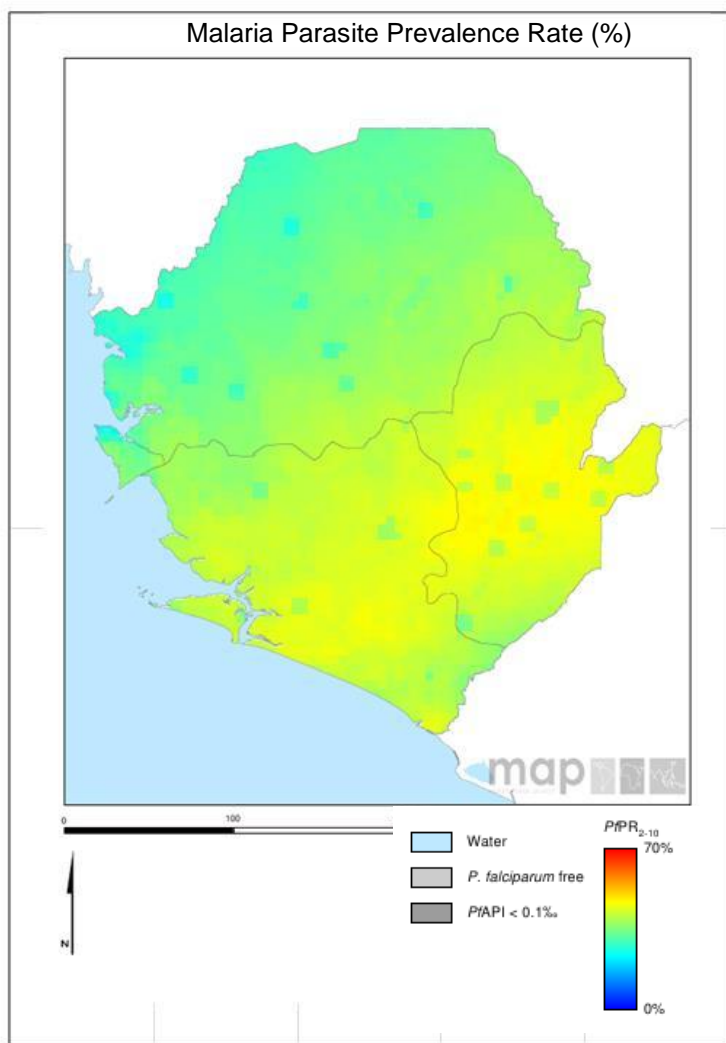 Malaria Parasite Prevalence Rate (%)
map
0 100
Water
P. falciparum free
PfAPI < 0.1‰
PfPR2-10
70%
0%
N